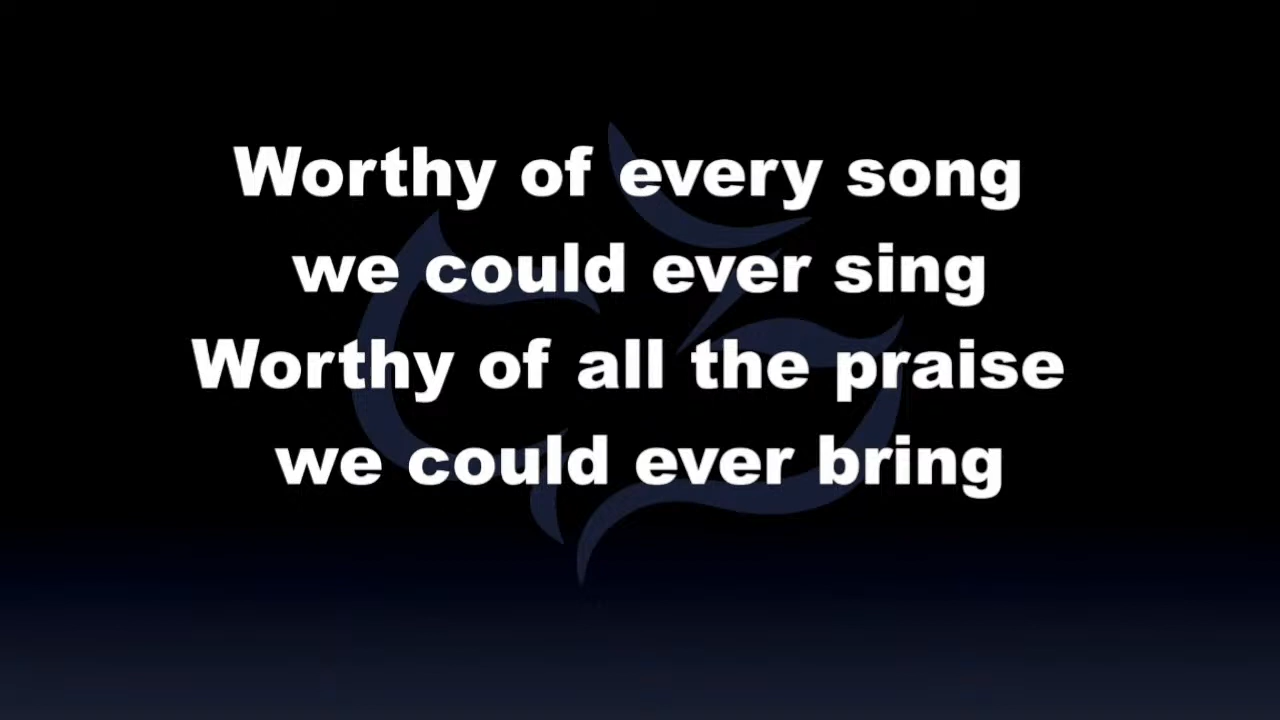 Worthy of every song
we could ever sing
Worthy of all the praise
we could ever bring